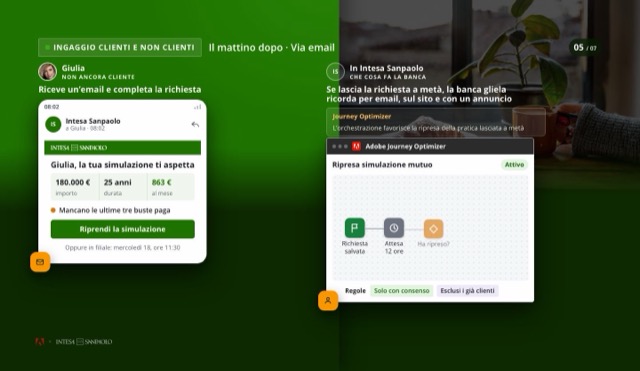 INGAGGIO CLIENTI E NON CLIENTI
Il mattino dopo · Via email
05 / 07
Giulia
NON ANCORA CLIENTE
Riceve un'email e completa la richiesta
08:02
IS
Intesa Sanpaolo
a Giulia · 08:02
INTESA SANPAOLO
Giulia, la tua simulazione ti aspetta
180.000 €
importo
25 anni
durata
863 €
al mese
Mancano le ultime tre buste paga
Riprendi la simulazione
Oppure in filiale: mercoledì 18, ore 11:30
IS
In Intesa Sanpaolo
CHE COSA FA LA BANCA
Se lascia la richiesta a metà, la banca gliela
ricorda per email, sul sito e con un annuncio
Journey Optimizer
L'orchestrazione favorisce la ripresa della pratica lasciata a metà
Adobe Journey Optimizer
Ripresa simulazione mutuo
Attivo
Richiesta
salvata
Attesa
12 ore
Ha ripreso?
Regole
Solo con consenso
Esclusi i già clienti
INTESA SANPAOLO